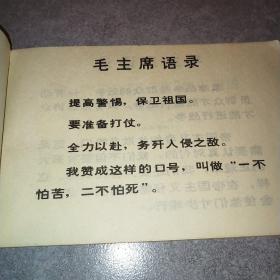 毛主席语录
提高警惕，保卫祖国。
要准备打仗。
全力以赴，务歼入侵之敌。
我赞成这样的口号，叫做“一不
怕苦，二不怕死”。